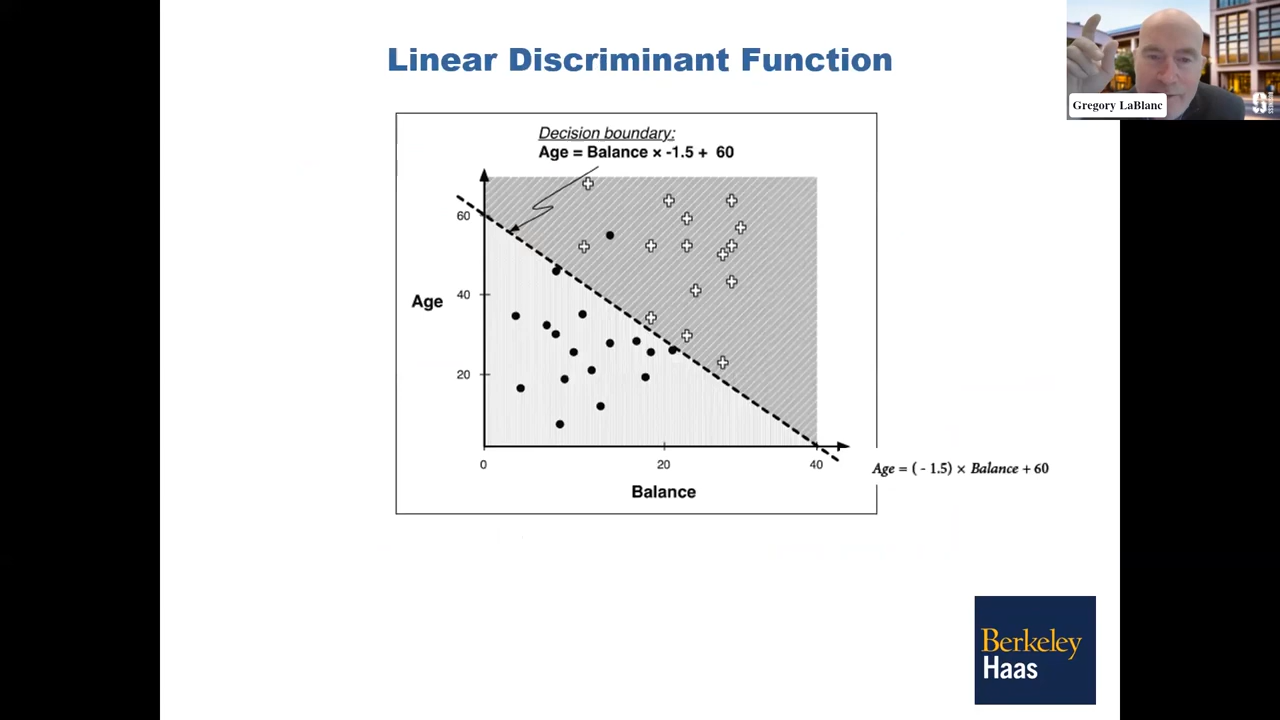 Linear Discriminant Function
Gregory LaBlanc
Decision boundary:
Age = Balance × -1.5 + 60
60
40
Age
20
0
20
40
Age = ( - 1.5) × Balance + 60
Balance
Berkeley
Haas